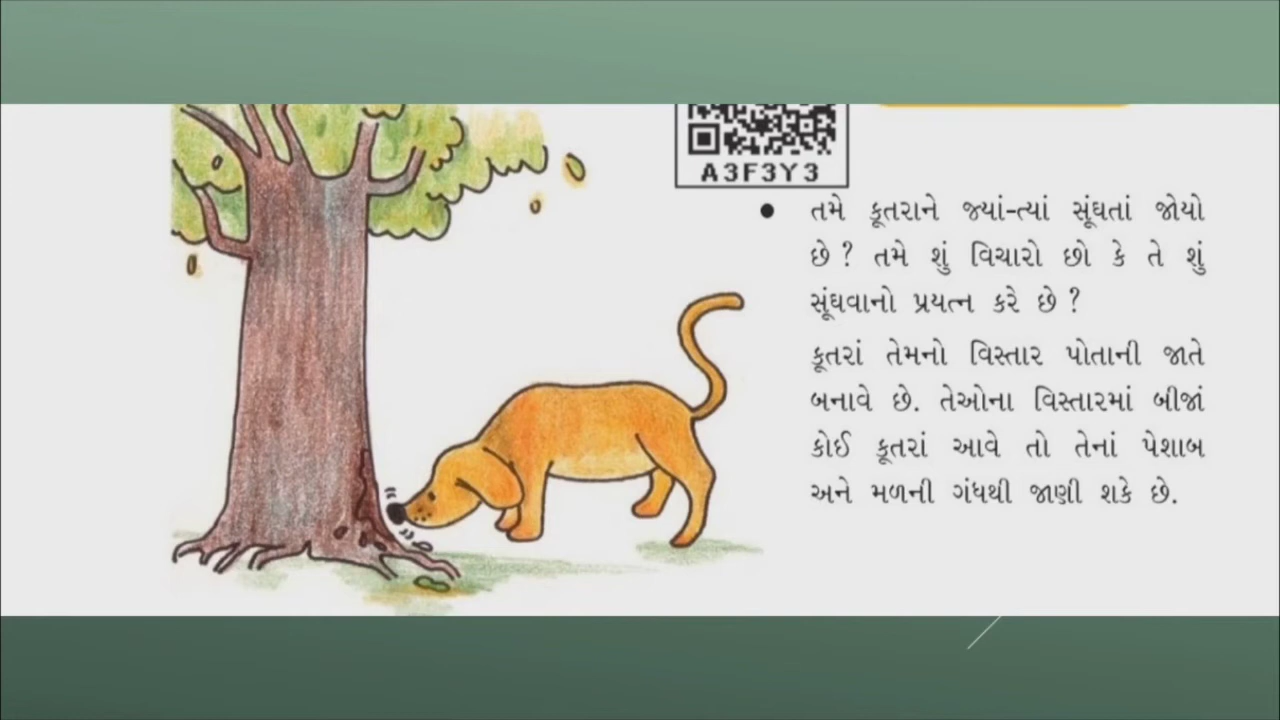 A3F3Y3
• તમે કૂતરાને જ્યાં-ત્યાં સૂંઘતાં જોયો
છે ? તમે શું વિચારો છો કે તે શું
સૂંઘવાનો પ્રયત્ન કરે છે ?
કૂતરાં તેમનો વિસ્તાર પોતાની જાતે
બનાવે છે. તેઓના વિસ્તારમાં બીજાં
કોઈ કૂતરાં આવે તો તેનાં પેશાબ
અને મળની ગંધથી જાણી શકે છે.